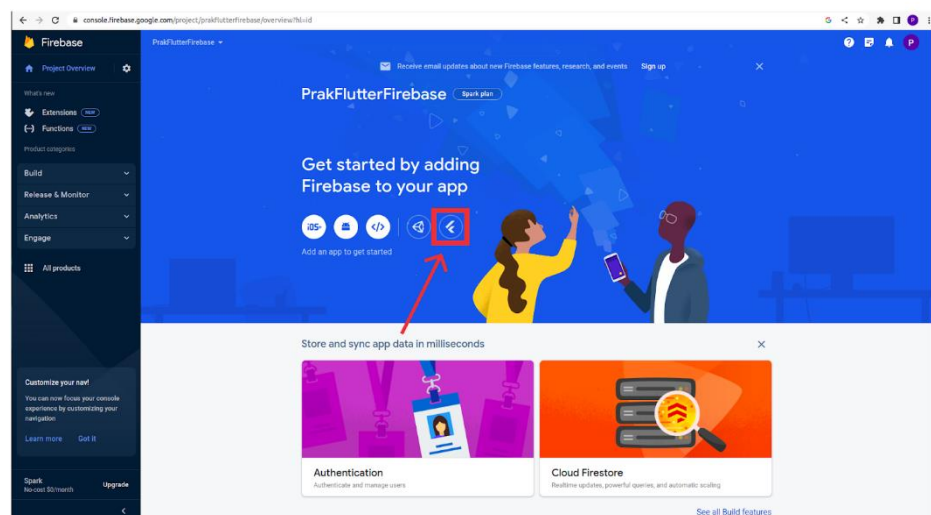 console.firebase.google.com/project/prakflutterfirebase/overview?hl=id
Firebase
PrakFlutterFirebase
Project Overview
Receive email updates about new Firebase features, research, and events Sign up
What's new
Extensions NEW
Functions NEW
Product categories
Build
Release & Monitor
Analytics
Engage
All products
PrakFlutterFirebase Spark plan
Get started by adding
Firebase to your app
iOS+
Add an app to get started
Store and sync app data in milliseconds
Customize your nav!
You can now focus your console
experience by customizing your
navigation
Learn more Got it
Spark
No-cost $0/month
Upgrade
Authentication
Authenticate and manage users
Cloud Firestore
Realtime updates, powerful queries, and automatic scaling
See all Build features
P
P